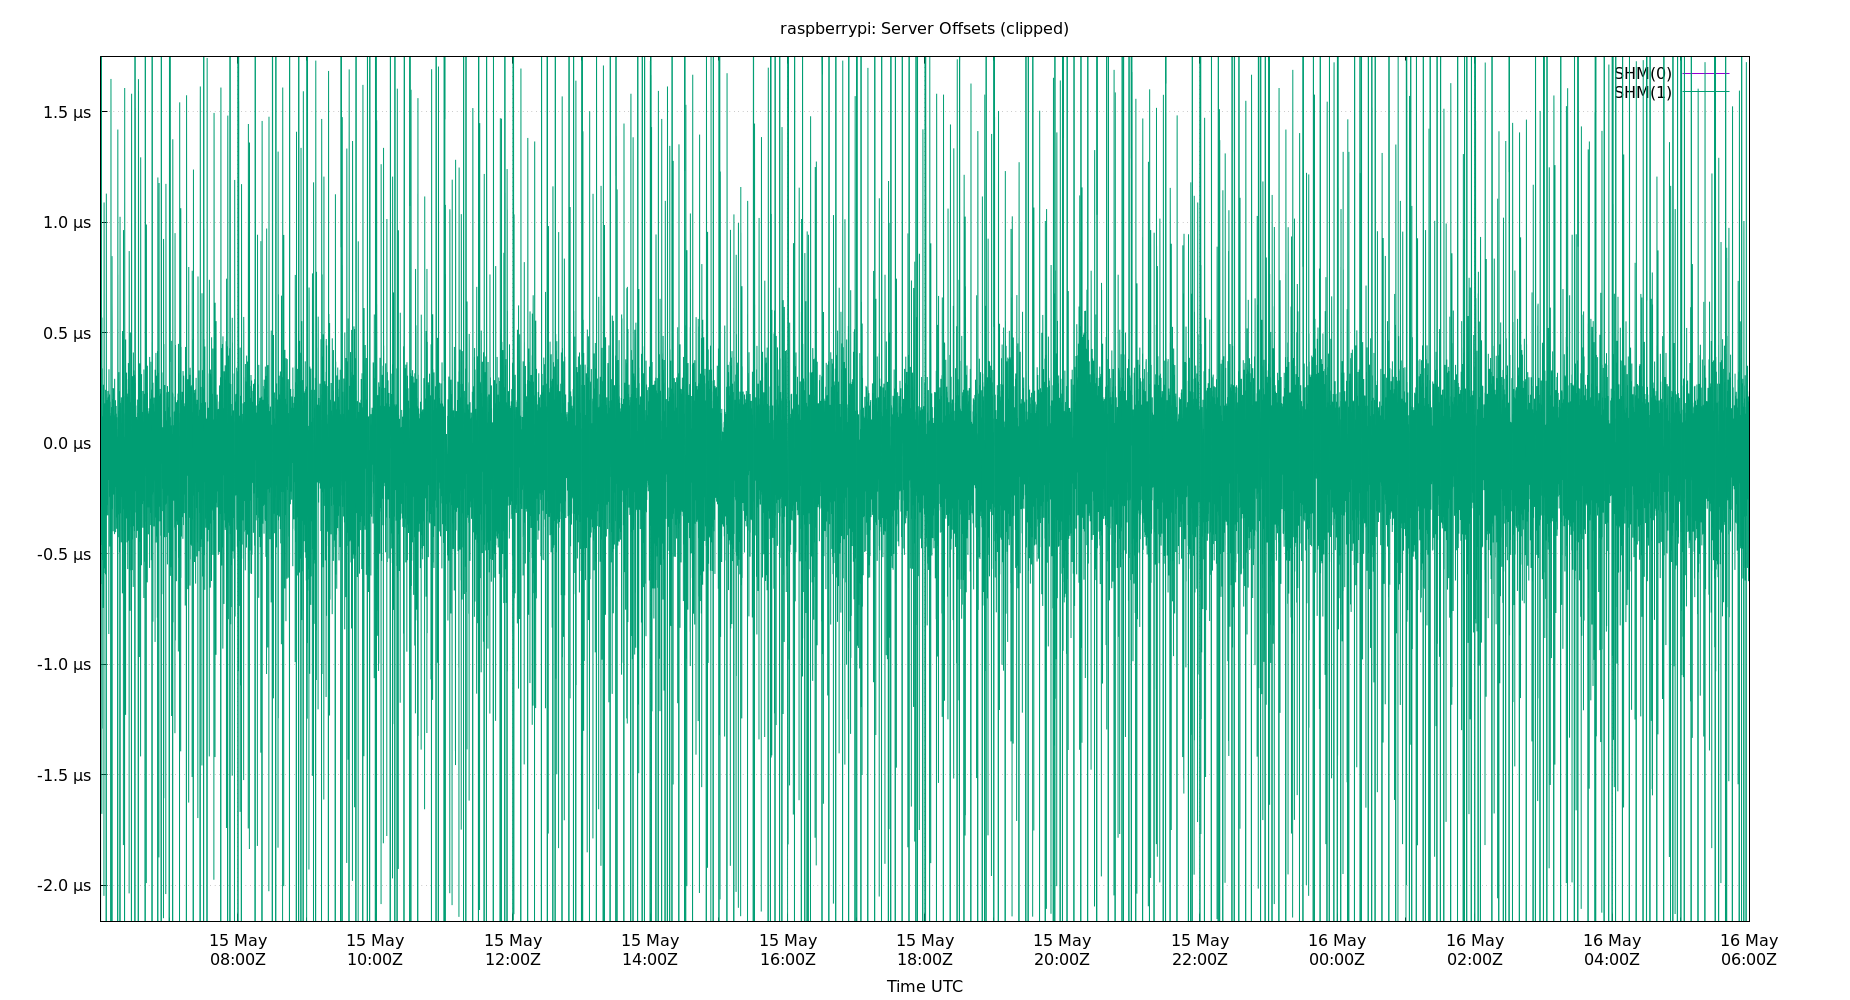 raspberrypi: Server Offsets (clipped)
SHM(0)
SHM(1)
1.5 µs
1.0 µs
0.5 µs
0.0 µs
-0.5 µs
-1.0 µs
-1.5 µs
-2.0 µs
15 May 15 May 15 May 15 May 15 May 15 May 15 May 15 May 16 May 16 May 16 May 16 May
08:00Z 10:00Z 12:00Z 14:00Z 16:00Z 18:00Z 20:00Z 22:00Z 00:00Z 02:00Z 04:00Z 06:00Z
Time UTC